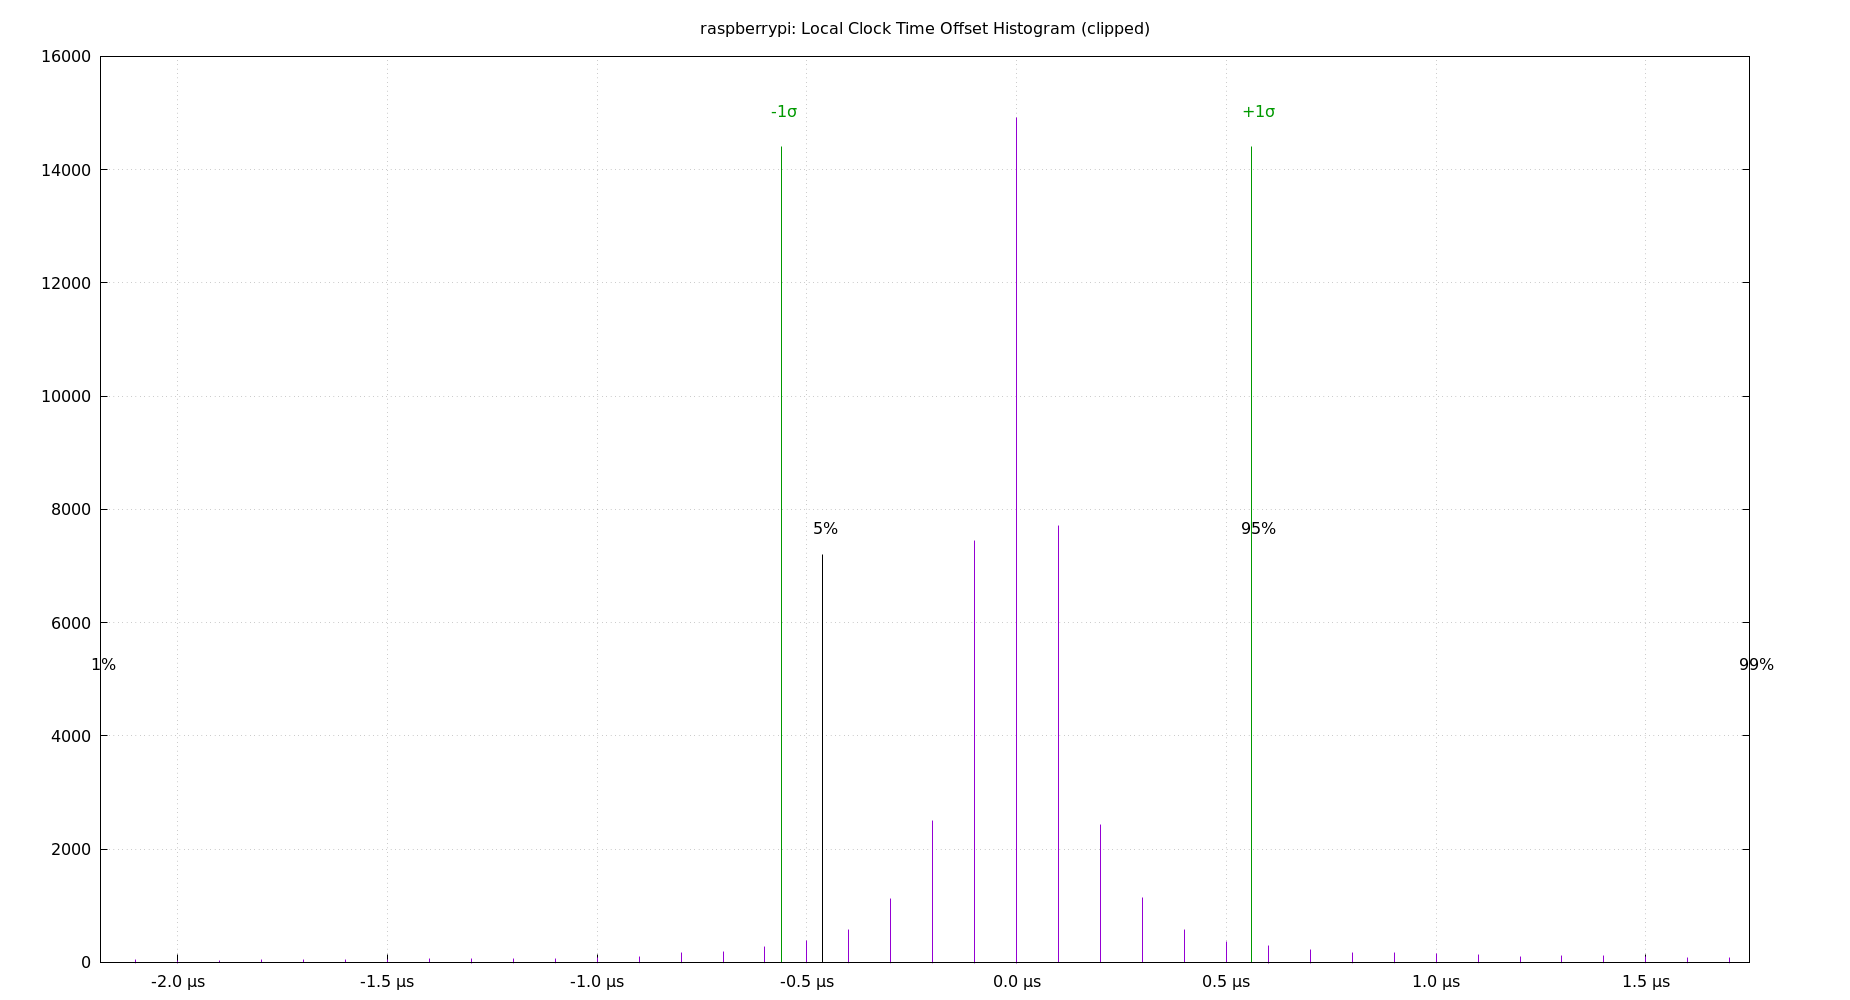 raspberrypi: Local Clock Time Offset Histogram (clipped)
16000
-1σ
+1σ
14000
12000
10000
8000
5%
95%
6000
1%
99%
4000
2000
0
-2.0 µs
-1.5 µs
-1.0 µs
-0.5 µs
0.0 µs
0.5 µs
1.0 µs
1.5 µs